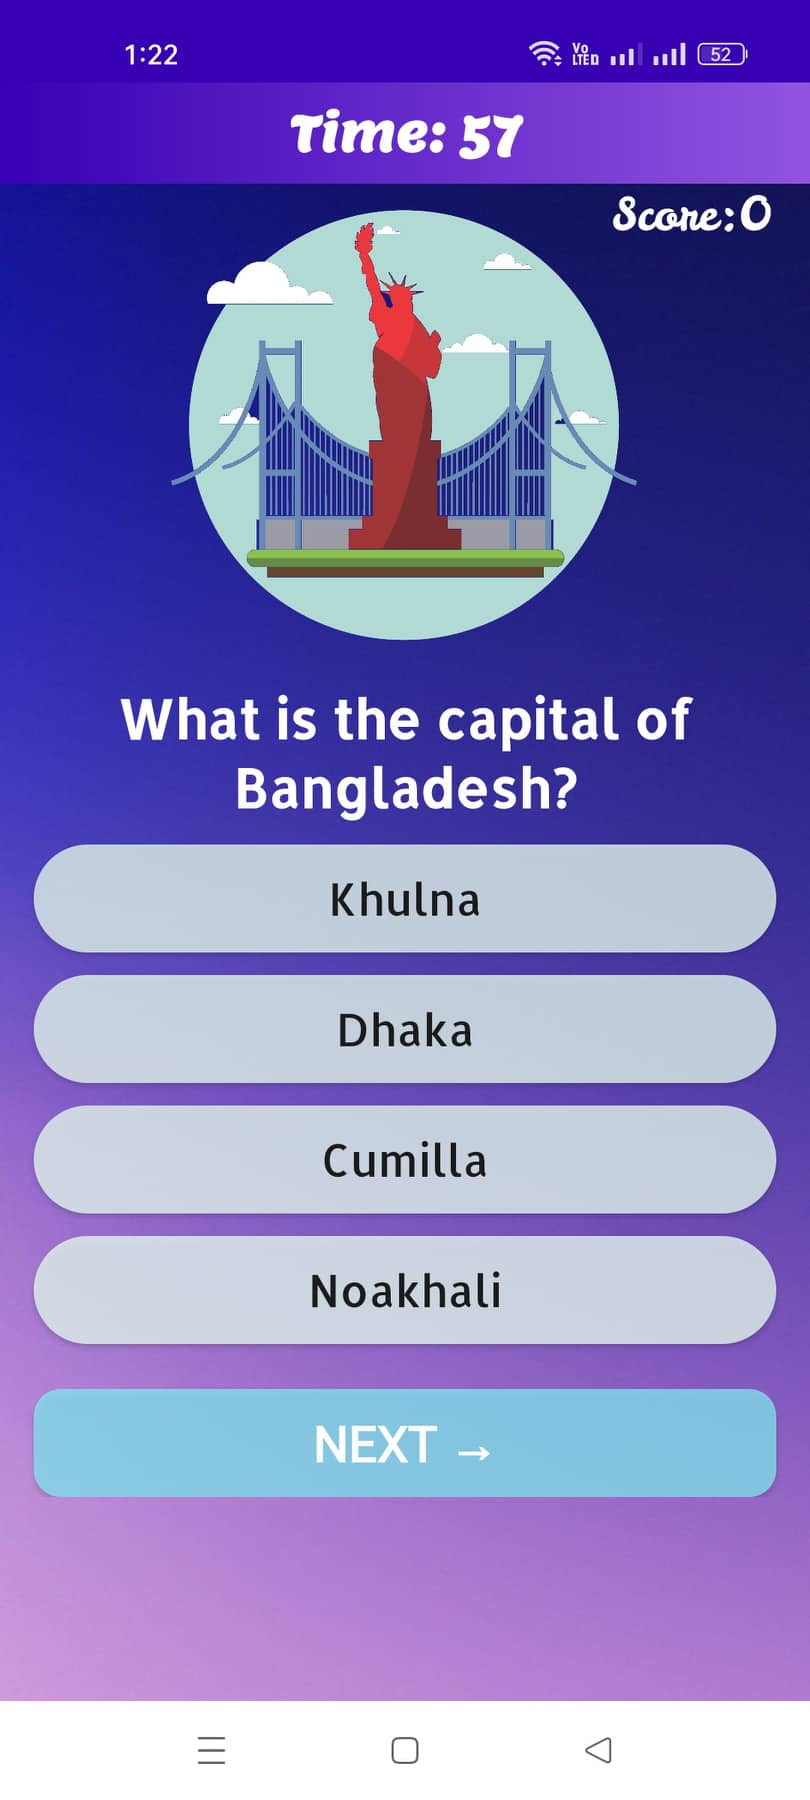 1:22
Vo
LTED
52
Time: 57
Score:0
What is the capital of
Bangladesh?
Khulna
Dhaka
Cumilla
Noakhali
NEXT →